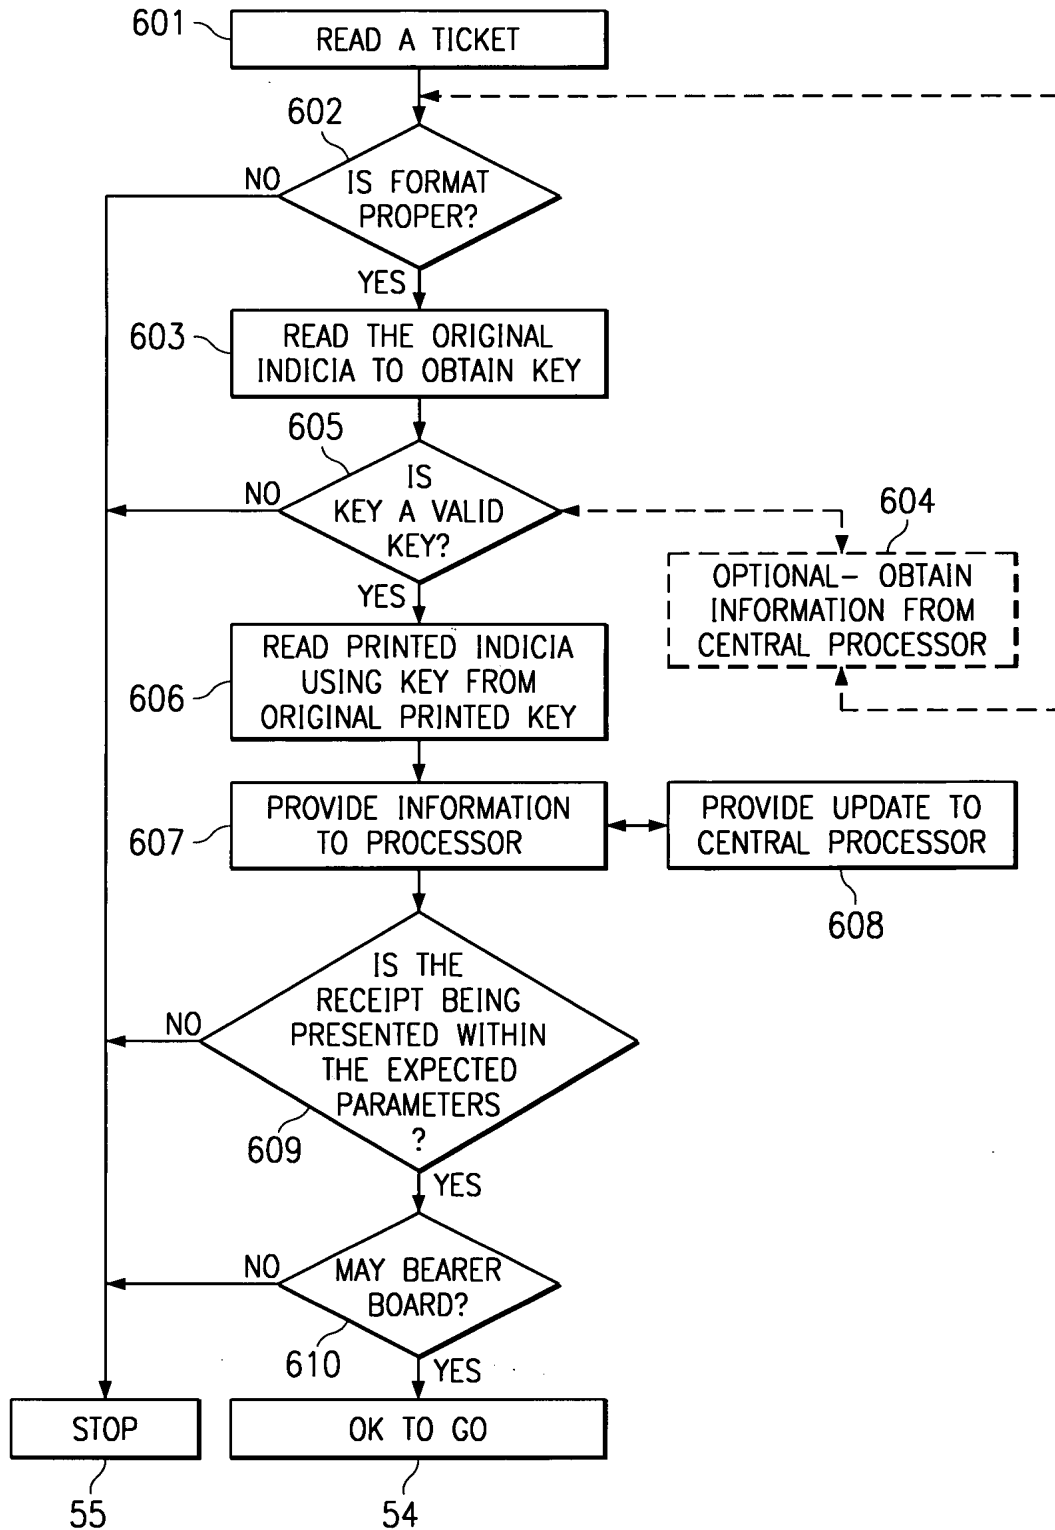 601
READ A TICKET
602
NO
IS FORMAT
PROPER?
YES
603
READ THE ORIGINAL
INDICIA TO OBTAIN KEY
605
NO
IS
KEY A VALID
KEY?
YES
604
OPTIONAL- OBTAIN
INFORMATION FROM
CENTRAL PROCESSOR
606
READ PRINTED INDICIA
USING KEY FROM
ORIGINAL PRINTED KEY
607
PROVIDE INFORMATION
TO PROCESSOR
PROVIDE UPDATE TO
CENTRAL PROCESSOR
608
NO
IS THE
RECEIPT BEING
PRESENTED WITHIN
THE EXPECTED
PARAMETERS
?
609
YES
NO
MAY BEARER
BOARD?
610
YES
STOP
OK TO GO
55
54